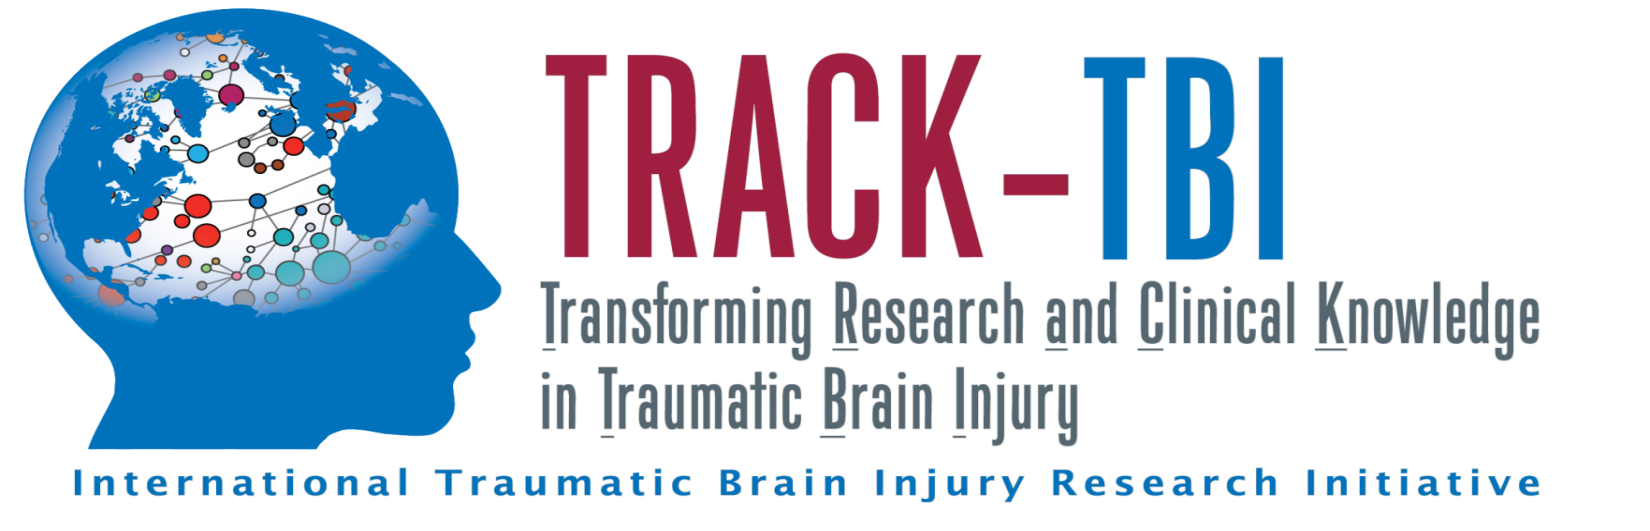 TRACK–TBI
Transforming Research and Clinical Knowledge
in Traumatic Brain Injury
International Traumatic Brain Injury Research Initiative